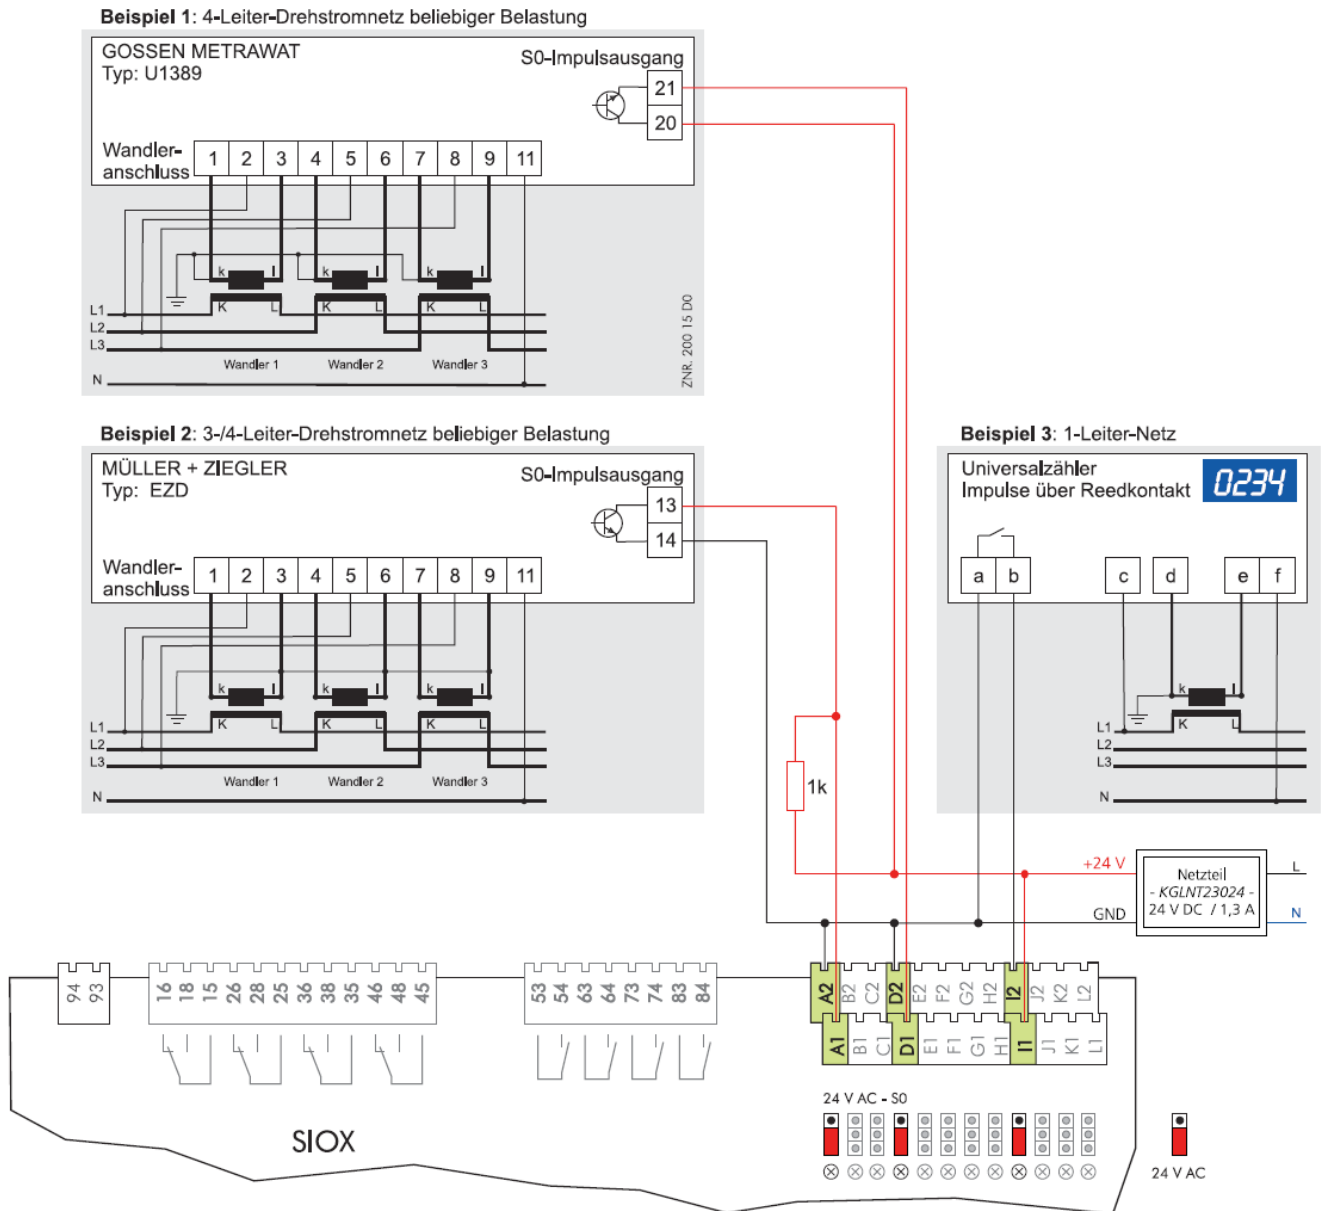 Beispiel 1: 4-Leiter-Drehstromnetz beliebiger Belastung
GOSSEN METRAWAT
Typ: U1389
S0-Impulsausgang
21
20
Wandler-
anschluss
1 2 3 4 5 6 7 8 9 11
k l k l k l
K L K L K L
L1
L2
L3
Wandler 1 Wandler 2 Wandler 3
N
ZNR. 200 15 D0
Beispiel 2: 3-/4-Leiter-Drehstromnetz beliebiger Belastung
MÜLLER + ZIEGLER
Typ: EZD
S0-Impulsausgang
13
14
Wandler-
anschluss
1 2 3 4 5 6 7 8 9 11
k l k l k l
K L K L K L
L1
L2
L3
Wandler 1 Wandler 2 Wandler 3
N
Beispiel 3: 1-Leiter-Netz
Universalzähler
Impulse über Reedkontakt
0234
a b c d e f
k l
K L
L1
L2
L3
N
1k
+24 V
GND
Netzteil
- KGLNT23024 -
24 V DC / 1,3 A
L
N
94 93
16 18 15 26 28 25 36 38 35 46 48 45
53 54 63 64 73 74 83 84
A2 B2 C2 D2 E2 F2 G2 H2 I2 J2 K2 L2
A1 B1 C1 D1 E1 F1 G1 H1 I1 J1 K1 L1
24 V AC - S0
SIOX
24 V AC